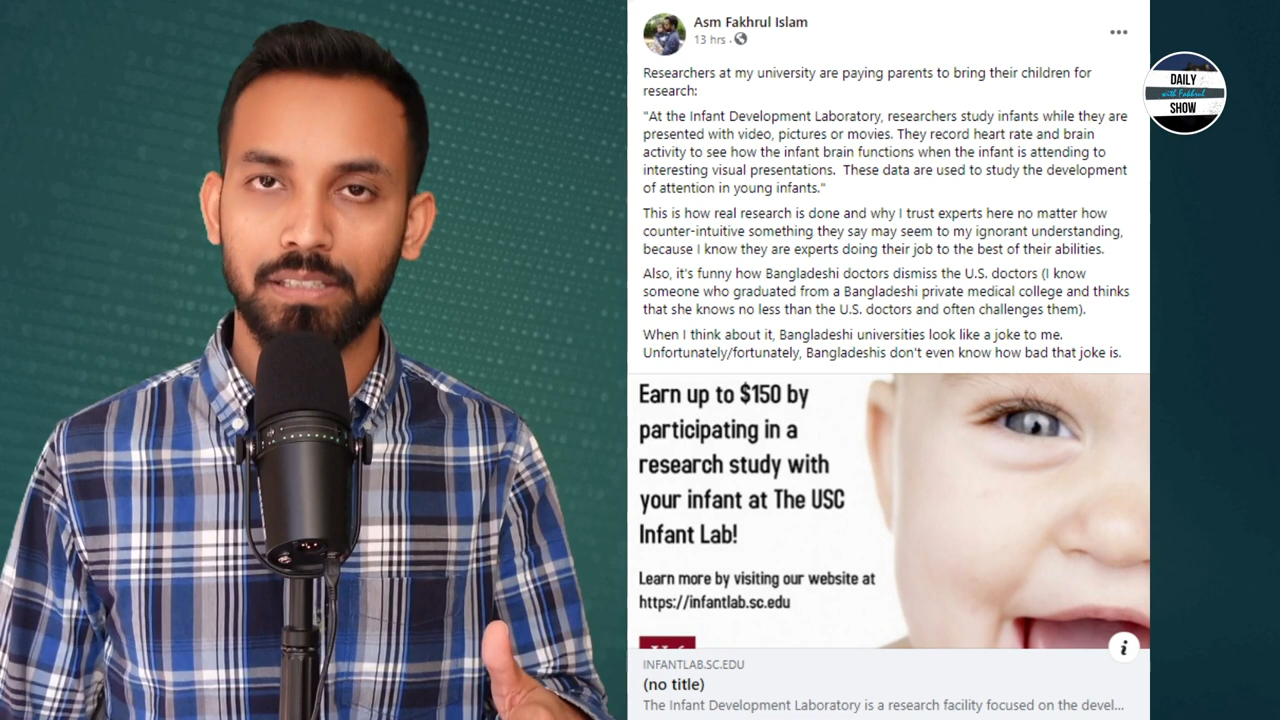 Asm Fakhrul Islam
13 hrs ·
Researchers at my university are paying parents to bring their children for
research:
"At the Infant Development Laboratory, researchers study infants while they are
presented with video, pictures or movies. They record heart rate and brain
activity to see how the infant brain functions when the infant is attending to
interesting visual presentations.  These data are used to study the development
of attention in young infants."
This is how real research is done and why I trust experts here no matter how
counter-intuitive something they say may seem to my ignorant understanding,
because I know they are experts doing their job to the best of their abilities.
Also, it's funny how Bangladeshi doctors dismiss the U.S. doctors (I know
someone who graduated from a Bangladeshi private medical college and thinks
that she knows no less than the U.S. doctors and often challenges them).
When I think about it, Bangladeshi universities look like a joke to me.
Unfortunately/fortunately, Bangladeshis don't even know how bad that joke is.
Earn up to $150 by
participating in a
research study with
your infant at The USC
Infant Lab!
Learn more by visiting our website at
https://infantlab.sc.edu
i
INFANTLAB.SC.EDU
(no title)
The Infant Development Laboratory is a research facility focused on the devel...
DAILY
with Fakhrul
SHOW